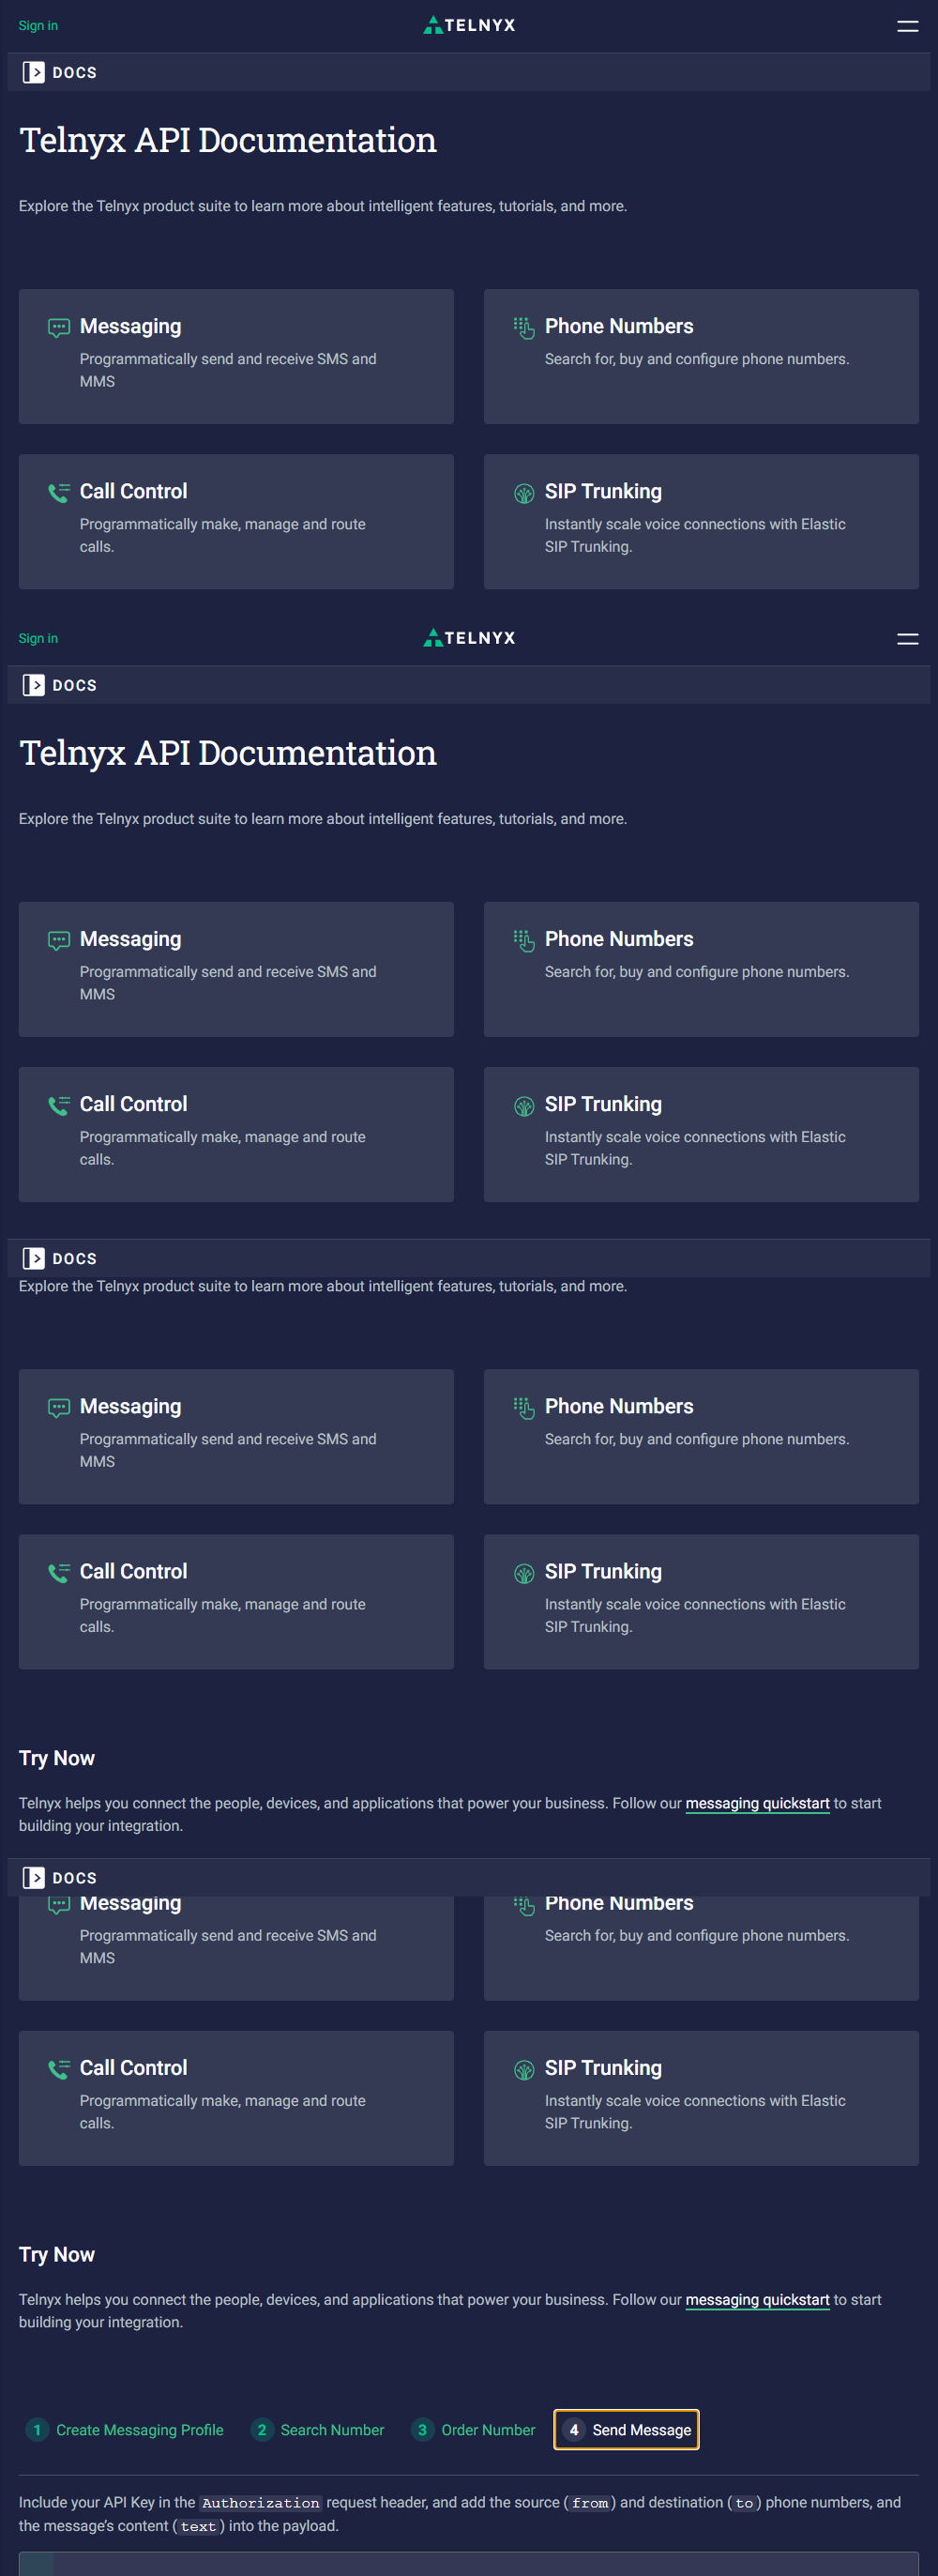 Sign in
TELNYX
DOCS
Telnyx API Documentation
Explore the Telnyx product suite to learn more about intelligent features, tutorials, and more.
Messaging
Programmatically send and receive SMS and
MMS
Phone Numbers
Search for, buy and configure phone numbers.
Call Control
Programmatically make, manage and route
calls.
SIP Trunking
Instantly scale voice connections with Elastic
SIP Trunking.
Sign in
TELNYX
DOCS
Telnyx API Documentation
Explore the Telnyx product suite to learn more about intelligent features, tutorials, and more.
Messaging
Programmatically send and receive SMS and
MMS
Phone Numbers
Search for, buy and configure phone numbers.
Call Control
Programmatically make, manage and route
calls.
SIP Trunking
Instantly scale voice connections with Elastic
SIP Trunking.
DOCS
Explore the Telnyx product suite to learn more about intelligent features, tutorials, and more.
Messaging
Programmatically send and receive SMS and
MMS
Phone Numbers
Search for, buy and configure phone numbers.
Call Control
Programmatically make, manage and route
calls.
SIP Trunking
Instantly scale voice connections with Elastic
SIP Trunking.
Try Now
Telnyx helps you connect the people, devices, and applications that power your business. Follow our messaging quickstart to start
building your integration.
DOCS
Messaging
Programmatically send and receive SMS and
MMS
Phone Numbers
Search for, buy and configure phone numbers.
Call Control
Programmatically make, manage and route
calls.
SIP Trunking
Instantly scale voice connections with Elastic
SIP Trunking.
Try Now
Telnyx helps you connect the people, devices, and applications that power your business. Follow our messaging quickstart to start
building your integration.
1 Create Messaging Profile 2 Search Number 3 Order Number 4 Send Message
Include your API Key in the Authorization request header, and add the source (from) and destination (to) phone numbers, and
the message's content (text) into the payload.